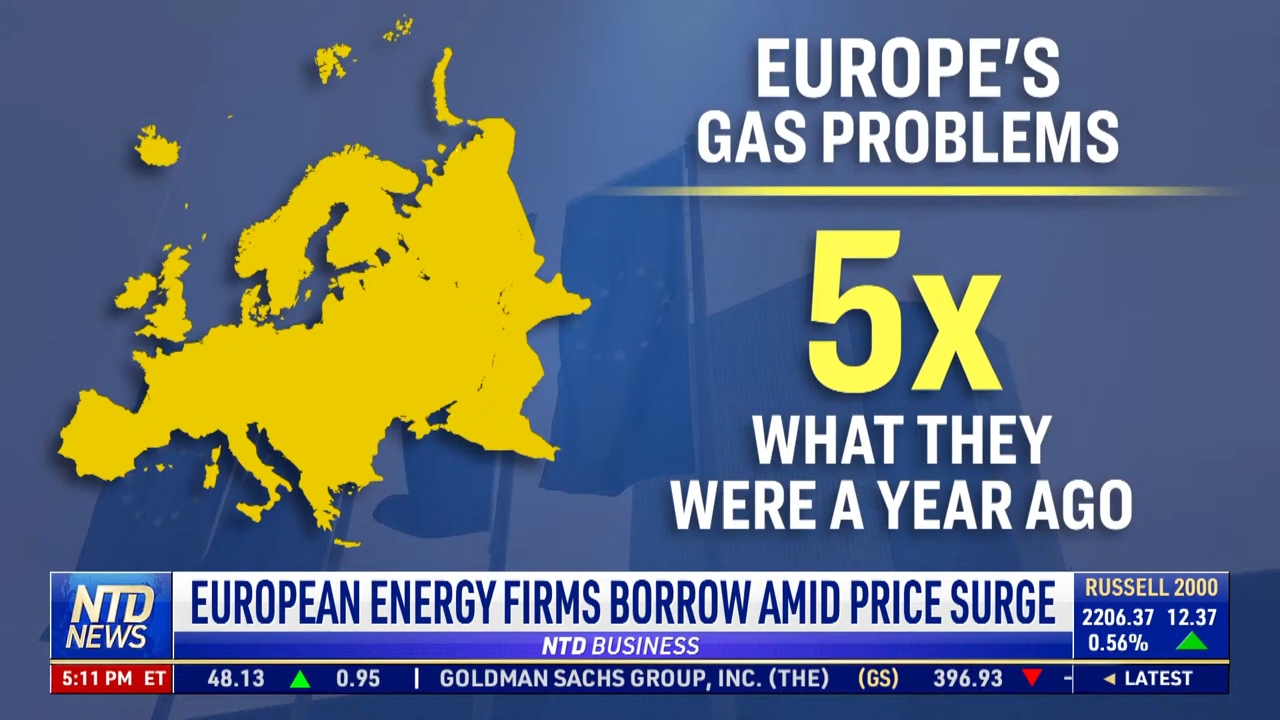 EUROPE'S
GAS PROBLEMS
5x
WHAT THEY
WERE A YEAR AGO
NTD
NEWS
EUROPEAN ENERGY FIRMS BORROW AMID PRICE SURGE
NTD BUSINESS
RUSSELL 2000
2206.37 12.37
0.56%
5:11 PM ET
48.13 ▲ 0.95 | GOLDMAN SACHS GROUP, INC. (THE) (GS) 396.93 ▼ -
◄ LATEST